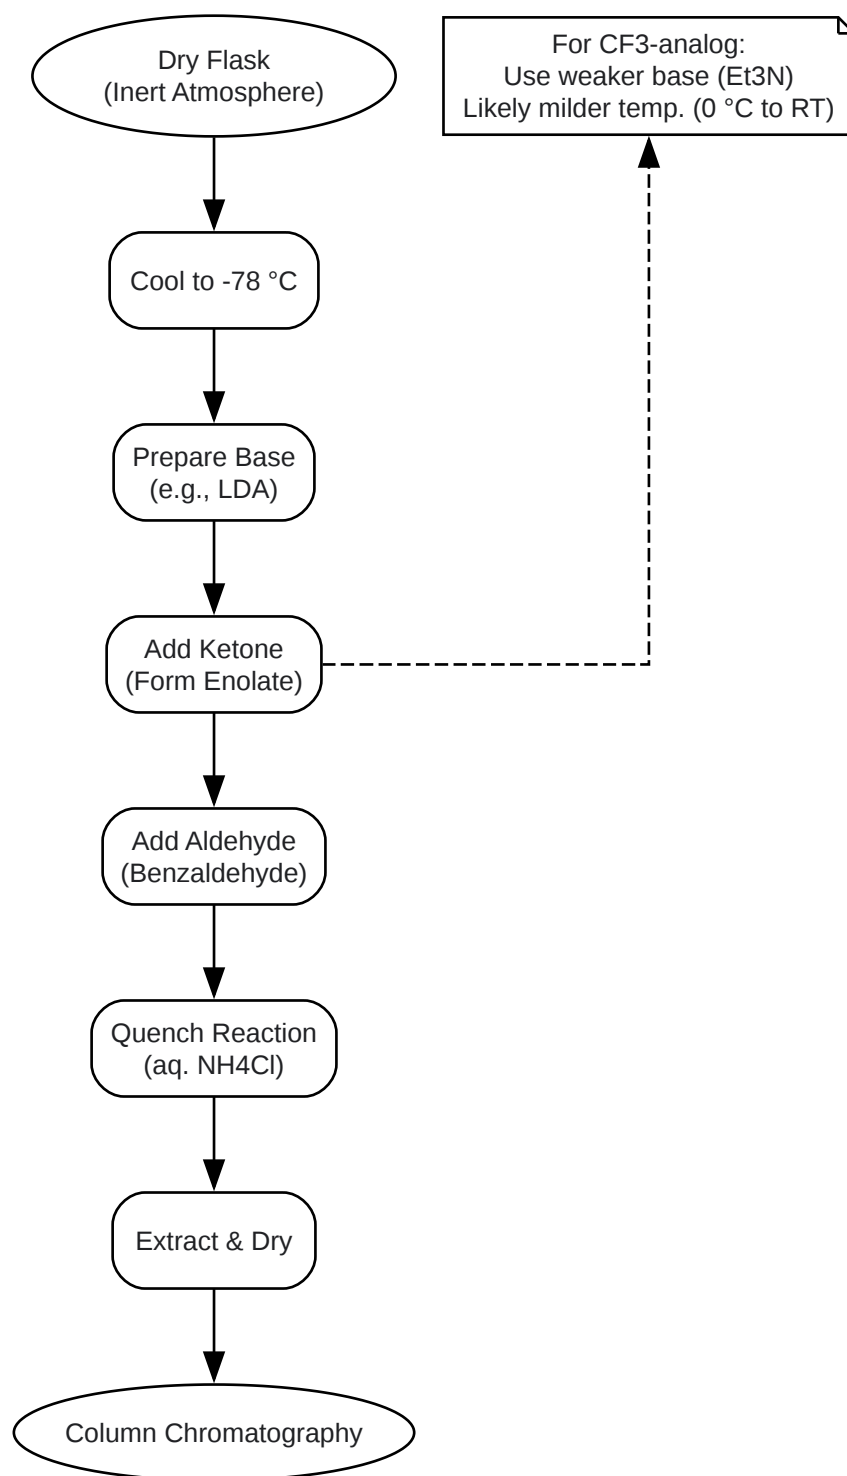 Dry Flask
(Inert Atmosphere)
For CF3-analog:
Use weaker base (Et3N)
Likely milder temp. (0 °C to RT)
Cool to -78 °C
Prepare Base
(e.g., LDA)
Add Ketone
(Form Enolate)
Add Aldehyde
(Benzaldehyde)
Quench Reaction
(aq. NH4Cl)
Extract & Dry
Column Chromatography